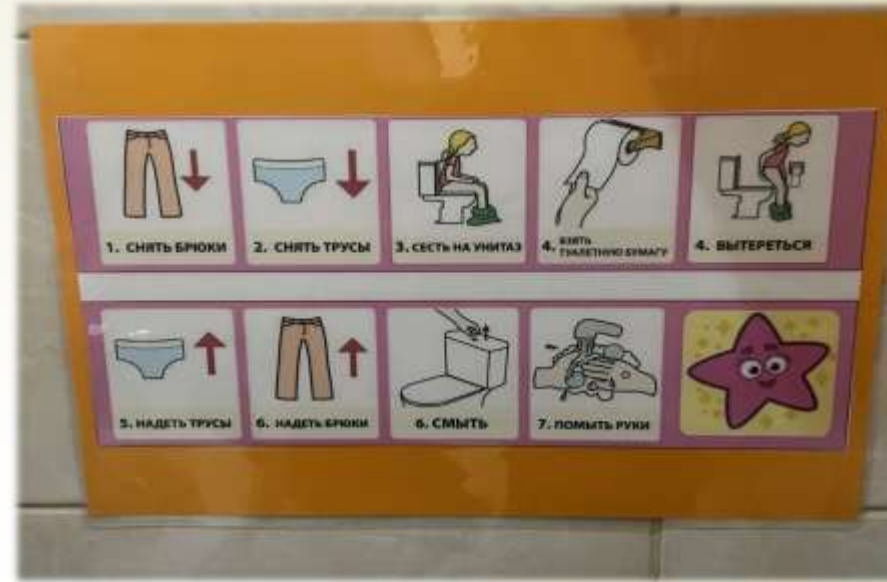 1. СНЯТЬ БРЮКИ
2. СНЯТЬ ТРУСЫ
3. СЕСТЬ НА УНИТАЗ
4. ВЗЯТЬ
ТУАЛЕТНУЮ БУМАГУ
4. ВЫТЕРЕТЬСЯ
5. НАДЕТЬ ТРУСЫ
6. НАДЕТЬ БРЮКИ
6. СМЫТЬ
7. ПОМЫТЬ РУКИ